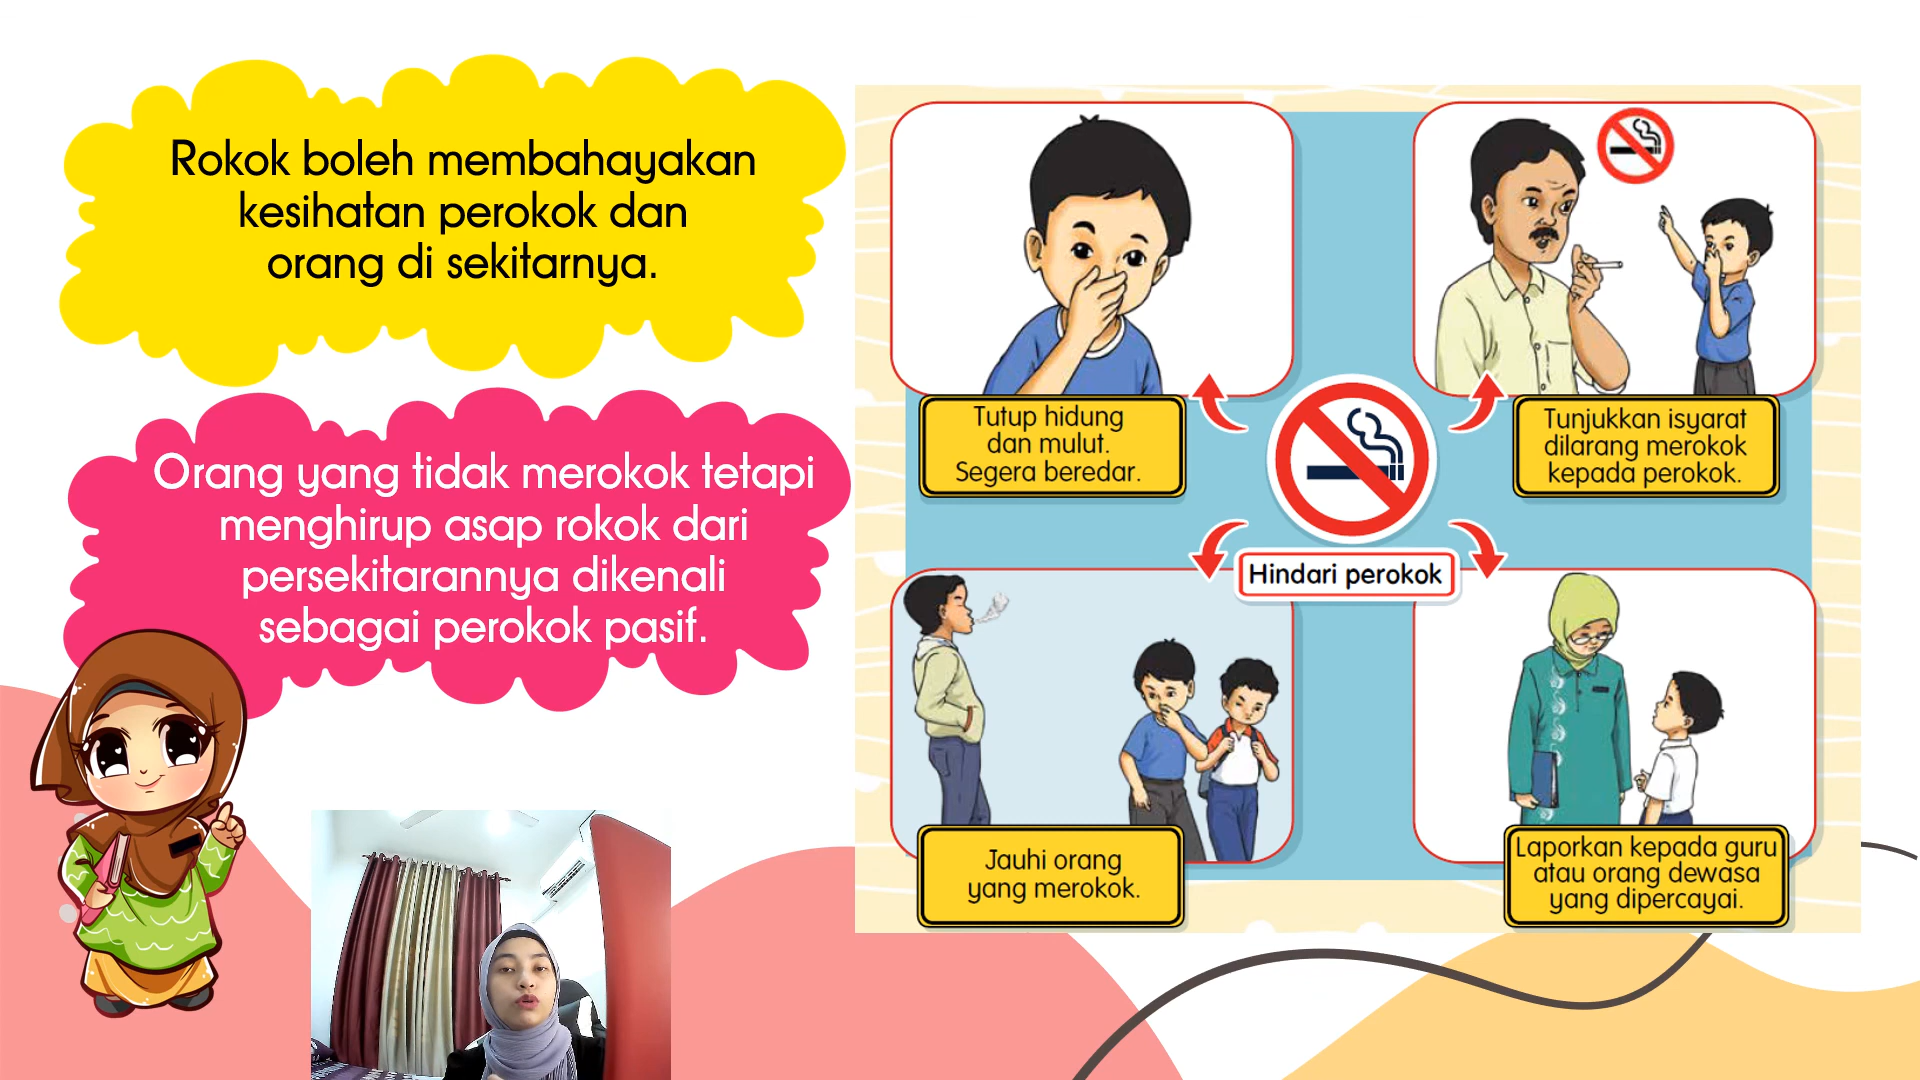 Rokok boleh membahayakan
kesihatan perokok dan
orang di sekitarnya.
Orang yang tidak merokok tetapi
menghirup asap rokok dari
persekitarannya dikenali
sebagai perokok pasif.
Tutup hidung
dan mulut.
Segera beredar.
Tunjukkan isyarat
dilarang merokok
kepada perokok.
Hindari perokok
Jauhi orang
yang merokok.
Laporkan kepada guru
atau orang dewasa
yang dipercayai.